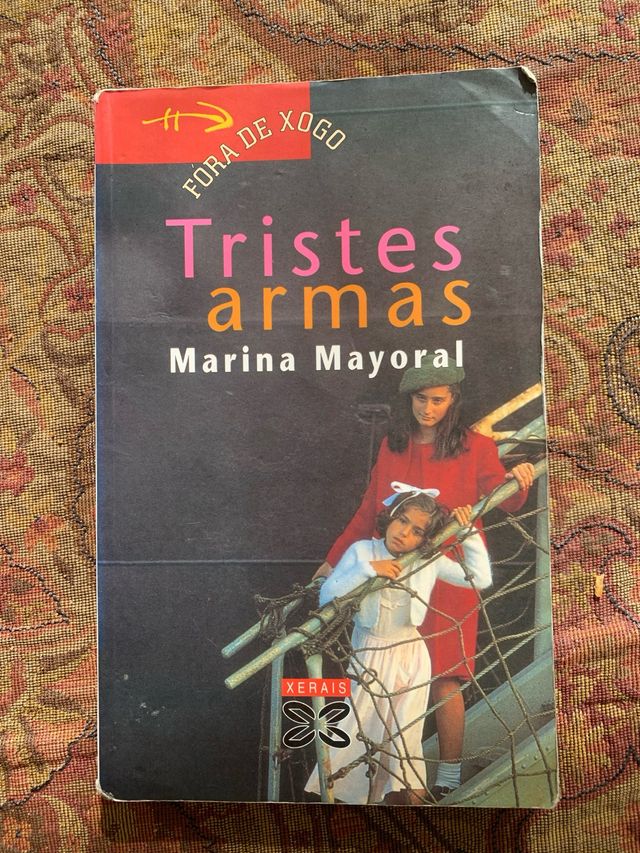 FÓRA DE XOGO
Tristes
armas
Marina Mayoral
XERAIS